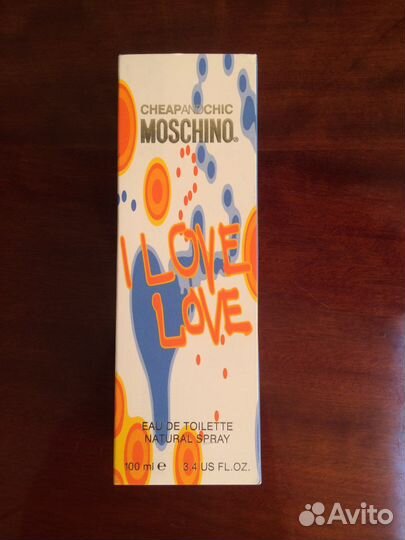 CHEAPANDCHIC
MOSCHINO®
I LOVE
LOVE
EAU DE TOILETTE
NATURAL SPRAY
100 ml e 3.4 US FL.OZ.
Avito